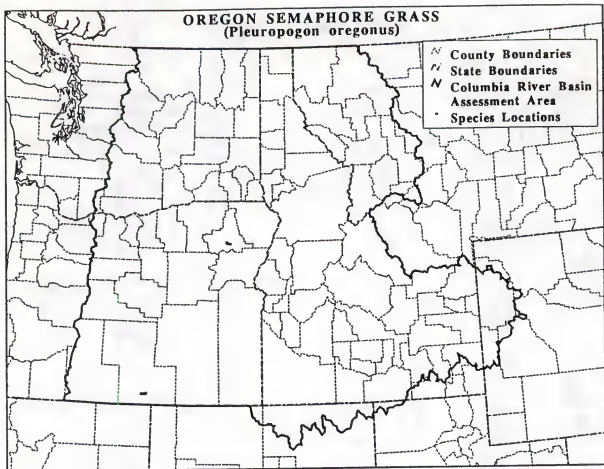 OREGON SEMAPHORE GRASS
(Pleuropogon oregonus)
County Boundaries
State Boundaries
Columbia River Basin
Assessment Area
Species Locations